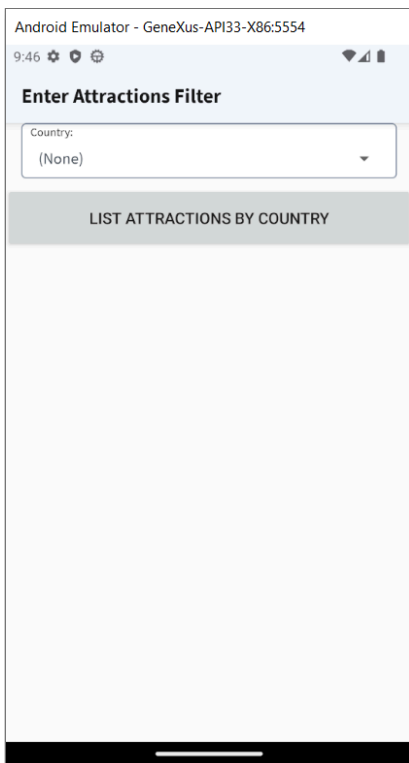 Android Emulator - GeneXus-API33-X86:5554
9:46
Enter Attractions Filter
Country:
(None)
LIST ATTRACTIONS BY COUNTRY